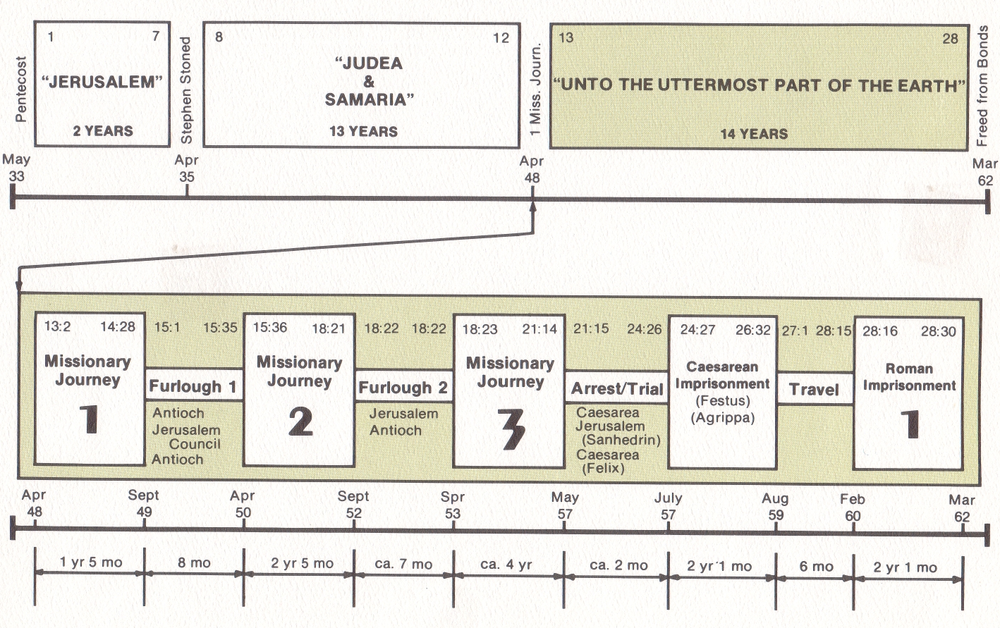 Pentecost
1 7
“JERUSALEM”
2 YEARS
Stephen Stoned
8 12
“JUDEA
&
SAMARIA”
13 YEARS
1 Miss. Journ.
13 28
“UNTO THE UTTERMOST PART OF THE EARTH”
14 YEARS
Freed from Bonds
May
33
Apr
35
Apr
48
Mar
62
13:2 14:28
Missionary
Journey
1
15:1 15:35
Furlough 1
Antioch
Jerusalem
Council
Antioch
15:36 18:21
Missionary
Journey
2
18:22 18:22
Furlough 2
Jerusalem
Antioch
18:23 21:14
Missionary
Journey
3
21:15 24:26
Arrest/Trial
Caesarea
Jerusalem
(Sanhedrin)
Caesarea
(Felix)
24:27 26:32
Caesarean
Imprisonment
(Festus)
(Agrippa)
27:1 28:15
Travel
28:16 28:30
Roman
Imprisonment
1
Apr
48
Sept
49
Apr
50
Sept
52
Spr
53
May
57
July
57
Aug
59
Feb
60
Mar
62
1 yr 5 mo
8 mo
2 yr 5 mo
ca. 7 mo
ca. 4 yr
ca. 2 mo
2 yr 1 mo
6 mo
2 yr 1 mo